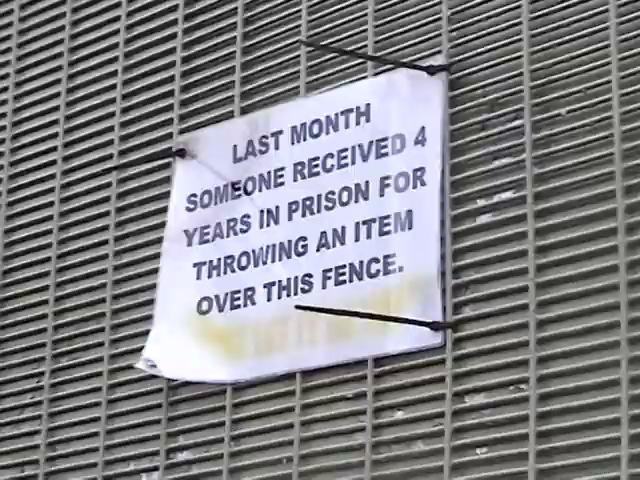 LAST MONTH
SOMEONE RECEIVED 4
YEARS IN PRISON FOR
THROWING AN ITEM
OVER THIS FENCE.